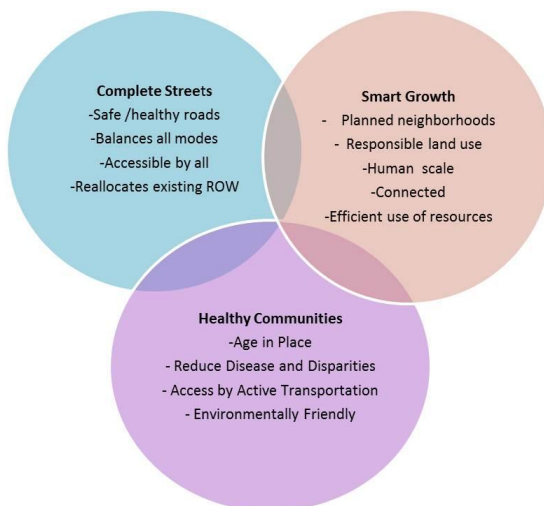 Complete Streets
-Safe /healthy roads
-Balances all modes
-Accessible by all
-Reallocates existing ROW
Smart Growth
- Planned neighborhoods
- Responsible land use
-Human scale
-Connected
-Efficient use of resources
Healthy Communities
-Age in Place
- Reduce Disease and Disparities
- Access by Active Transportation
- Environmentally Friendly